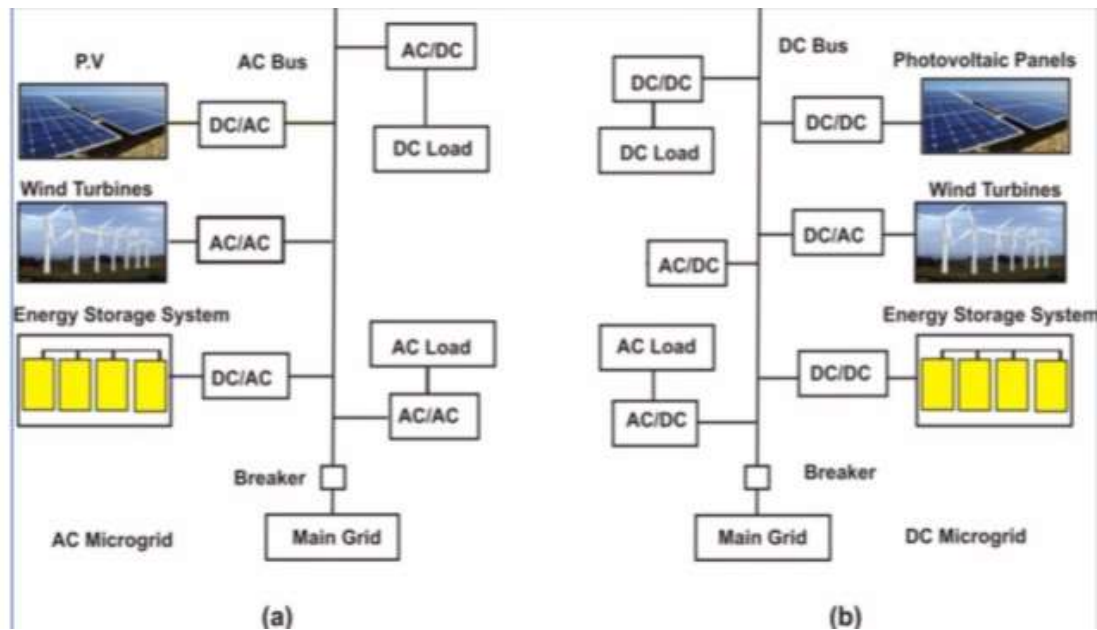 P.V
AC Bus
AC/DC
DC/AC
DC Load
Wind Turbines
AC/AC
Energy Storage System
DC/AC
AC Load
AC/AC
Breaker
Main Grid
AC Microgrid
(a)
DC Bus
Photovoltaic Panels
DC/DC
DC/DC
DC Load
Wind Turbines
DC/AC
AC/DC
Energy Storage System
AC Load
DC/DC
AC/DC
Breaker
Main Grid
DC Microgrid
(b)